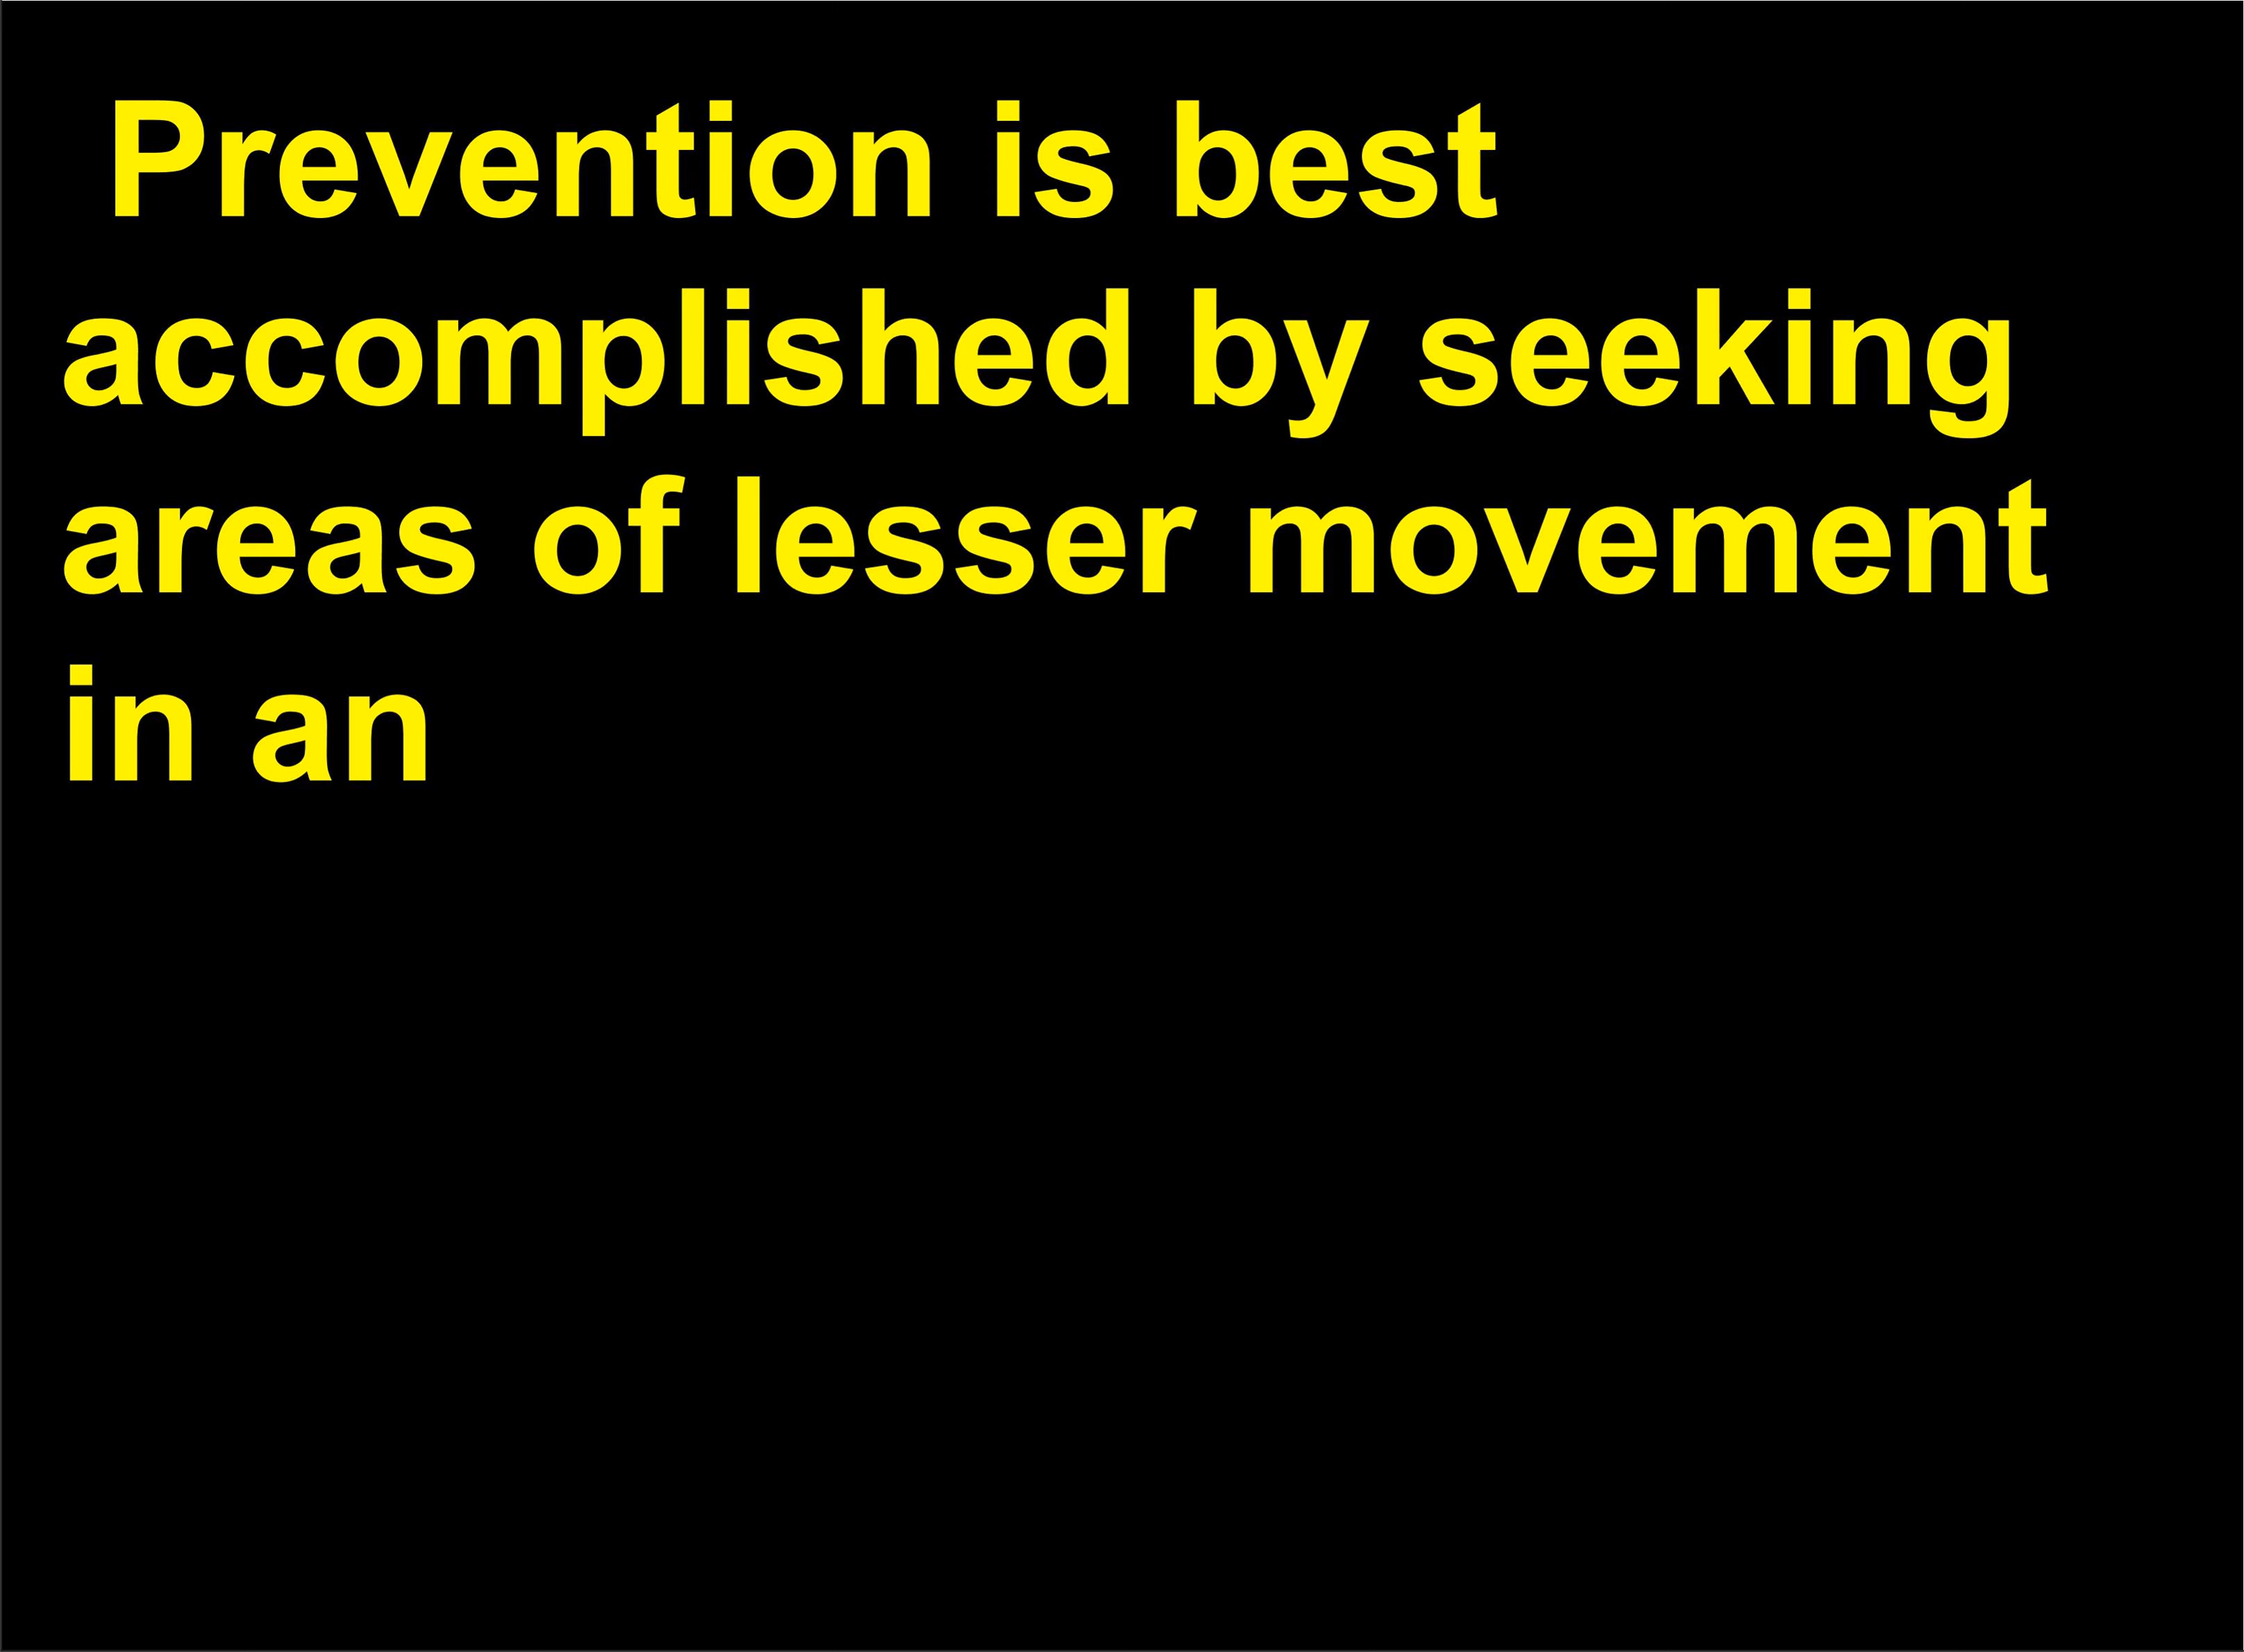 Prevention is best
accomplished by seeking
areas of lesser movement
in an